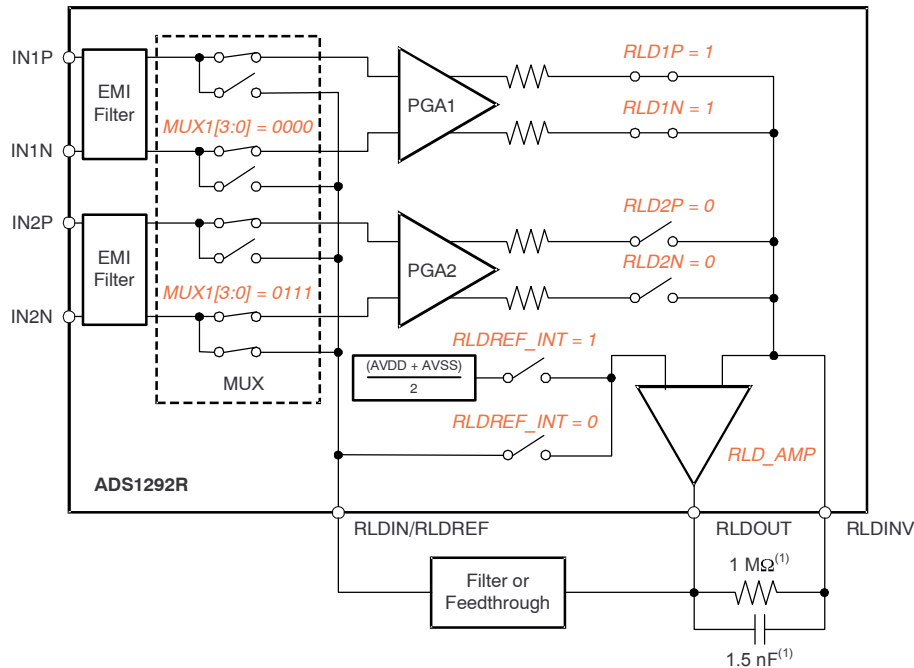 IN1P
EMI
Filter
IN1N
MUX1[3:0] = 0000
PGA1
RLD1P = 1
RLD1N = 1
IN2P
EMI
Filter
IN2N
MUX1[3:0] = 0111
PGA2
RLD2P = 0
RLD2N = 0
MUX
(AVDD + AVSS)
2
RLDREF_INT = 1
RLDREF_INT = 0
RLD_AMP
ADS1292R
RLDIN/RLDREF
RLDOUT
RLDINV
Filter or
Feedthrough
1 MΩ(1)
1.5 nF(1)